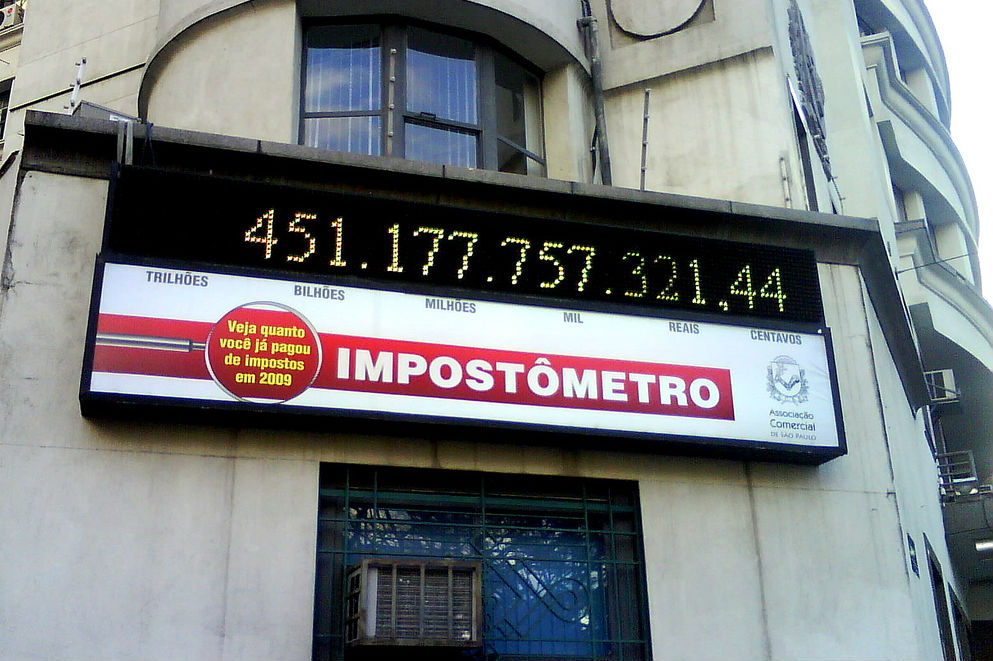 451.177.757.321,44
TRILHÕES BILHÕES MILHÕES MIL REAIS CENTAVOS
Veja quanto
você já pagou
de impostos
em 2009
IMPOSTÔMETRO
Associação
Comercial
DE SÃO PAULO